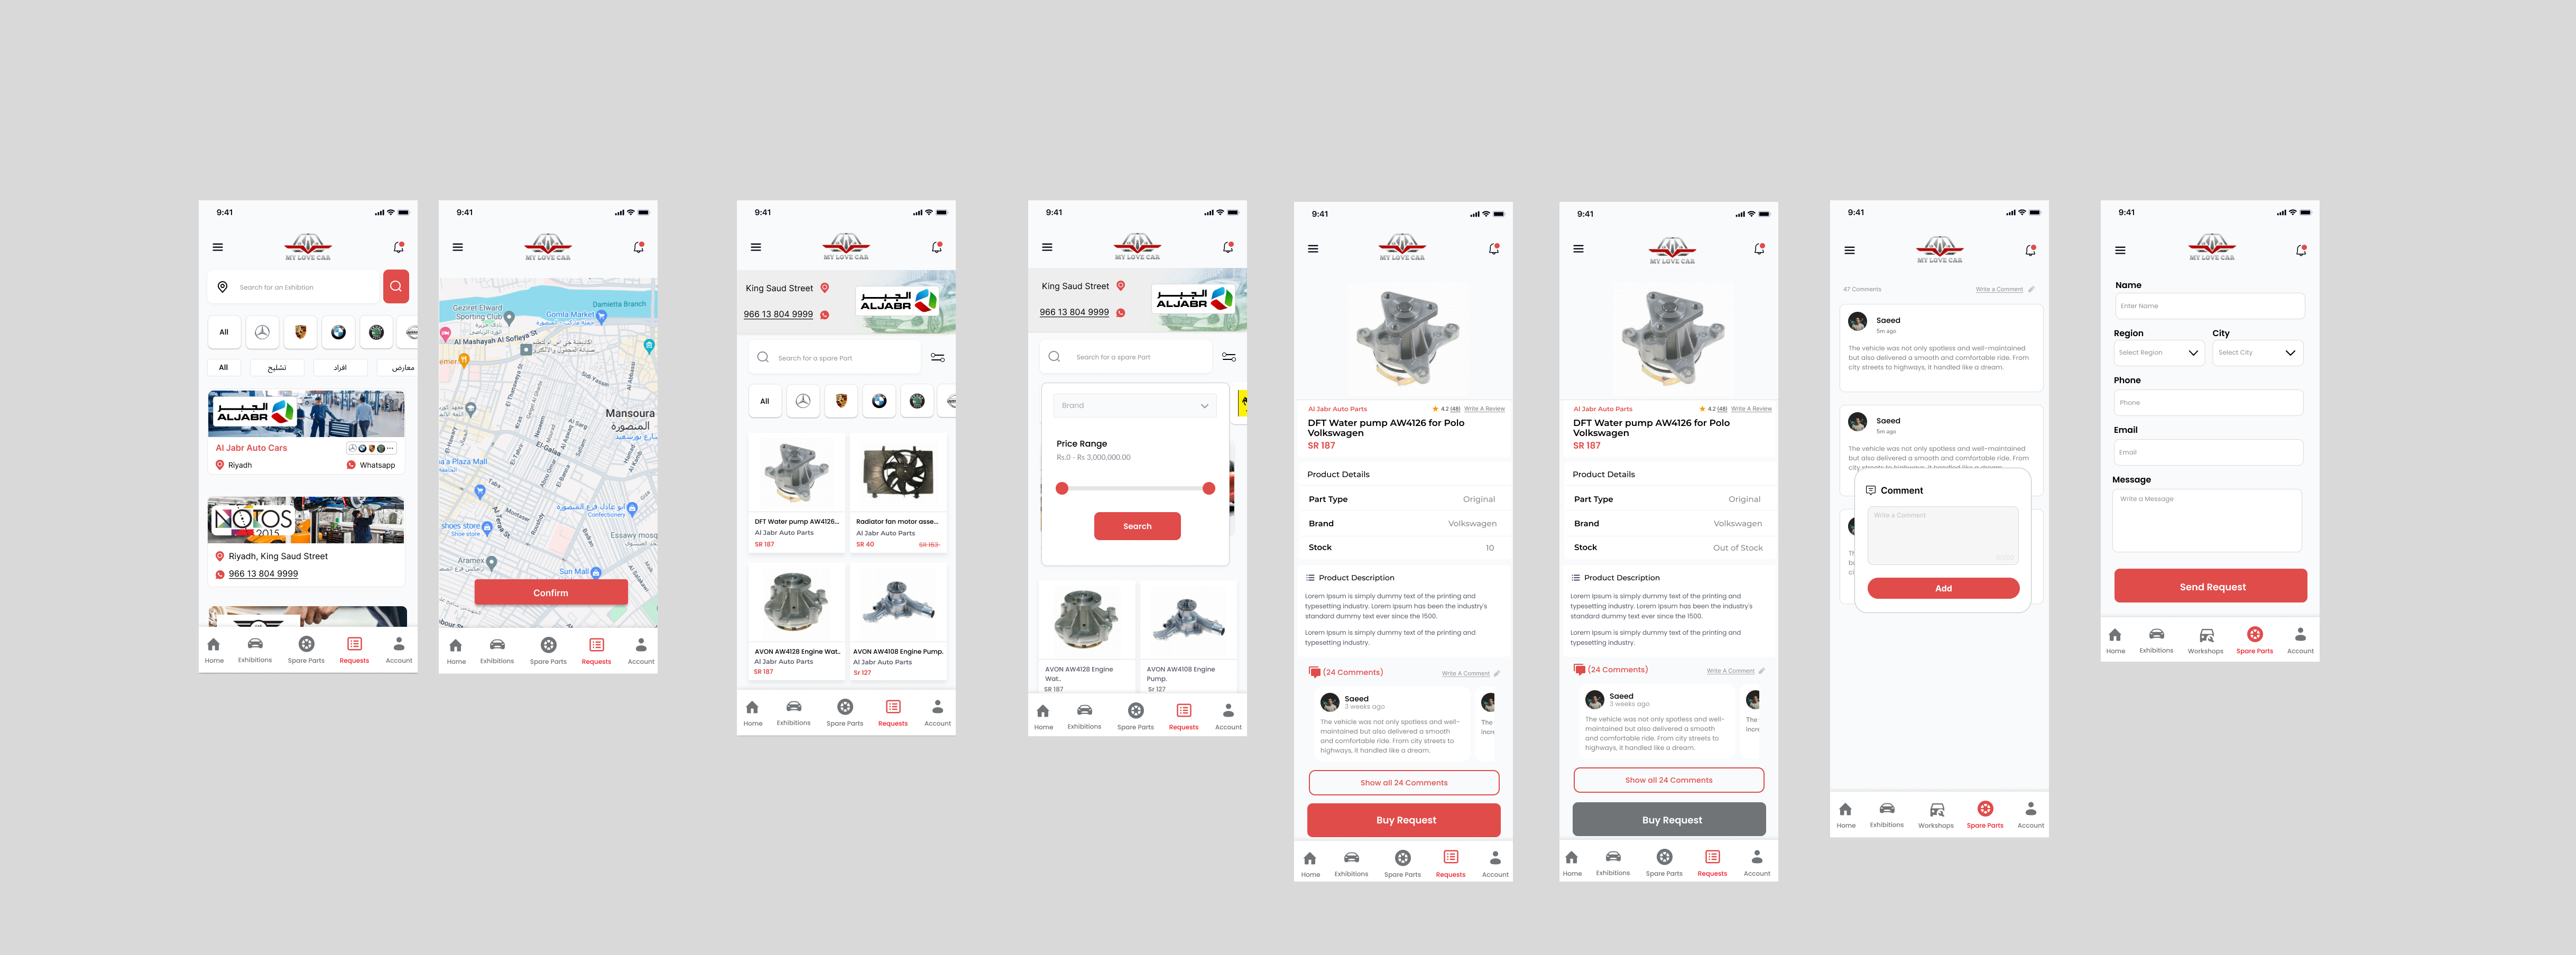 9:41
MY LOVE CAR
Search for an Exhibtion
All
All
تشليح
افراد
معارض
الجبر
ALJABR
Al Jabr Auto Cars
Riyadh
Whatsapp
NOTOS
2015
Riyadh, King Saud Street
966 13 804 9999
Home
Exhibitions
Spare Parts
Requests
Account
9:41
MY LOVE CAR
Damietta Branch
Geziret Elward
Sporting Club
Gomla Market
Al Mashayah Al Sofleya
Mansoura
المنصورة
a Plaza Mall
Taba
shoes store
Shoe store
Confectionery
Essawy mosq
Aramex
Sun Mall
Confirm
Home
Exhibitions
Spare Parts
Requests
Account
9:41
MY LOVE CAR
King Saud Street
الجبر
ALJABR
966 13 804 9999
Search for a spare Part
All
DFT Water pump AW4126...
Al Jabr Auto Parts
SR 187
Radiator fan motor asse...
Al Jabr Auto Parts
SR 40
SR 163
AVON AW4128 Engine Wat..
Al Jabr Auto Parts
SR 187
AVON AW4108 Engine Pump.
Al Jabr Auto Parts
Sr 127
Home
Exhibitions
Spare Parts
Requests
Account
9:41
MY LOVE CAR
King Saud Street
الجبر
ALJABR
966 13 804 9999
Search for a spare Part
Brand
Price Range
Rs.0 - Rs 3,000,000.00
Search
AVON AW4128 Engine
Wat..
SR 187
AVON AW4108 Engine
Pump.
Sr 127
Home
Exhibitions
Spare Parts
Requests
Account
9:41
MY LOVE CAR
Al Jabr Auto Parts
4.2 (48)
Write A Review
DFT Water pump AW4126 for Polo
Volkswagen
SR 187
Product Details
Part Type
Original
Brand
Volkswagen
Stock
10
Product Description
Lorem Ipsum is simply dummy text of the printing and
typesetting industry. Lorem Ipsum has been the industry's
standard dummy text ever since the 1500.
Lorem Ipsum is simply dummy text of the printing and
typesetting industry.
(24 Comments)
Write A Comment
Saeed
3 weeks ago
The vehicle was not only spotless and well-
maintained but also delivered a smooth
and comfortable ride. From city streets to
highways, it handled like a dream.
The
incre
Show all 24 Comments
Buy Request
Home
Exhibitions
Spare Parts
Requests
Account
9:41
MY LOVE CAR
Al Jabr Auto Parts
4.2 (48)
Write A Review
DFT Water pump AW4126 for Polo
Volkswagen
SR 187
Product Details
Part Type
Original
Brand
Volkswagen
Stock
Out of Stock
Product Description
Lorem Ipsum is simply dummy text of the printing and
typesetting industry. Lorem Ipsum has been the industry's
standard dummy text ever since the 1500.
Lorem Ipsum is simply dummy text of the printing and
typesetting industry.
(24 Comments)
Write A Comment
Saeed
3 weeks ago
The vehicle was not only spotless and well-
maintained but also delivered a smooth
and comfortable ride. From city streets to
highways, it handled like a dream.
The
incre
Show all 24 Comments
Buy Request
Home
Exhibitions
Spare Parts
Requests
Account
9:41
MY LOVE CAR
47 Comments
Write a Comment
Saeed
5m ago
The vehicle was not only spotless and well-maintained
but also delivered a smooth and comfortable ride. From
city streets to highways, it handled like a dream.
Saeed
5m ago
The vehicle was not only spotless and well-maintained
but also delivered a smooth and comfortable ride. From
city streets to highways, it handled like a dream.
Comment
Write a Comment
Add
Home
Exhibitions
Workshops
Spare Parts
Account
9:41
MY LOVE CAR
Name
Enter Name
Region
City
Select Region
Select City
Phone
Phone
Email
Email
Message
Write a Message
Send Request
Home
Exhibitions
Workshops
Spare Parts
Account